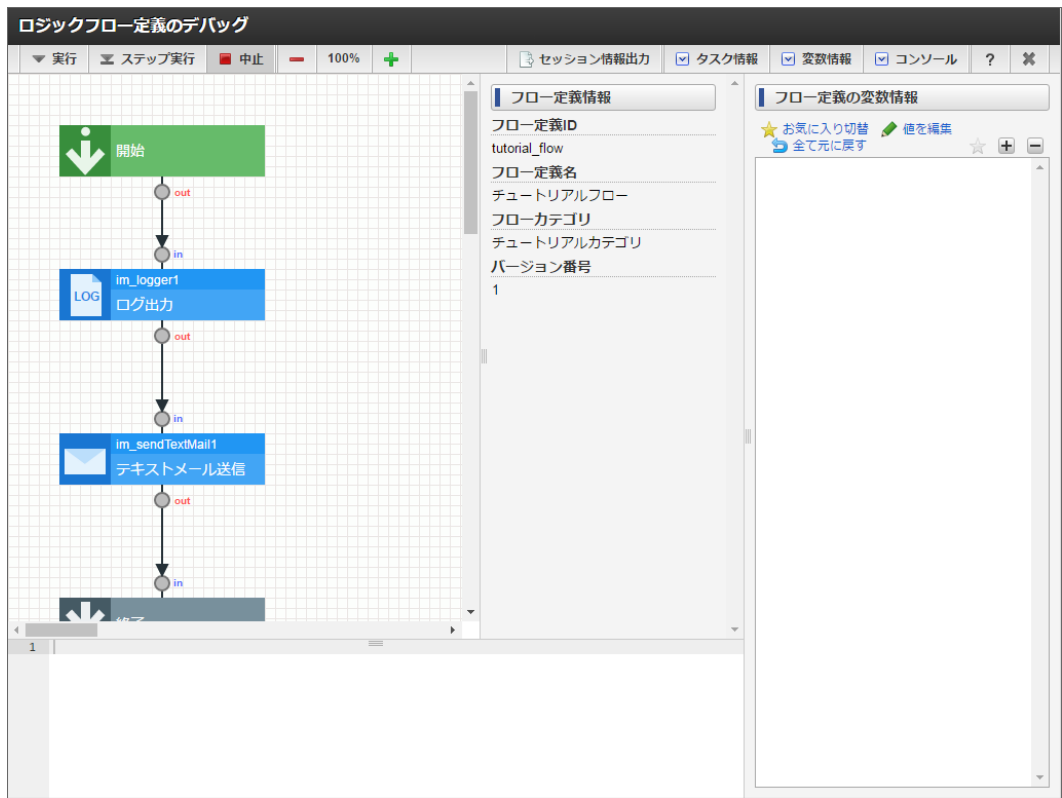 ロジックフロー定義のデバッグ
実行 ステップ実行 中止 100% セッション情報出力 タスク情報 変数情報 コンソール ?
開始
out
in
im_logger1
LOG
ログ出力
out
in
im_sendTextMail1
テキストメール送信
out
in
終了
フロー定義情報
フロー定義ID
tutorial_flow
フロー定義名
チュートリアルフロー
フローカテゴリ
チュートリアルカテゴリ
バージョン番号
1
フロー定義の変数情報
お気に入り切替 値を編集
全て元に戻す
1